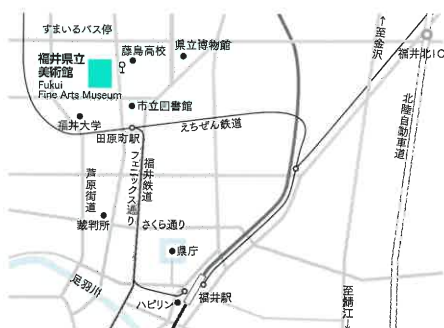 すまいるバス停
藤島高校
県立博物館
福井県立
美術館
Fukui
Fine Arts Museum
市立図書館
福井大学
田原町駅
えちぜん鉄道
↑至金沢
福井北IC
北陸自動車道
芦原街道
フェニックス通り
福井鉄道
さくら通り
裁判所
県庁
足羽川
ハピリン
福井駅
至鯖江→